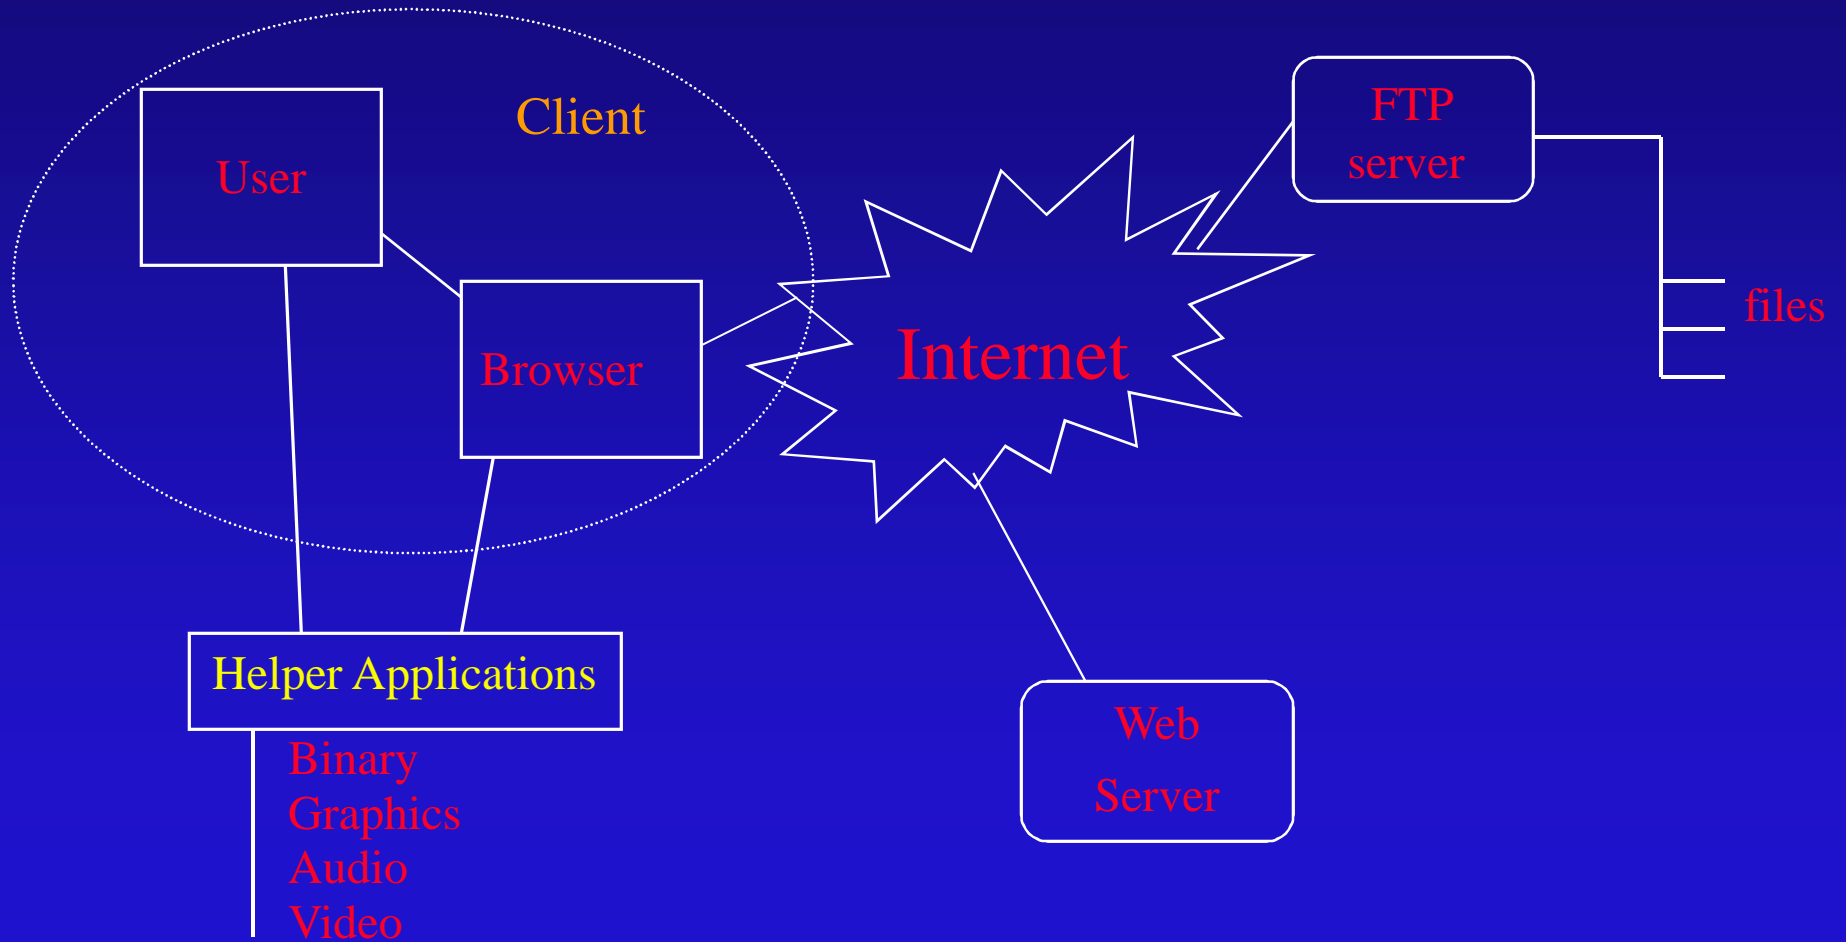 Client
User
Browser
Internet
FTP
server
files
Helper Applications
Binary
Graphics
Audio
Video
Web
Server